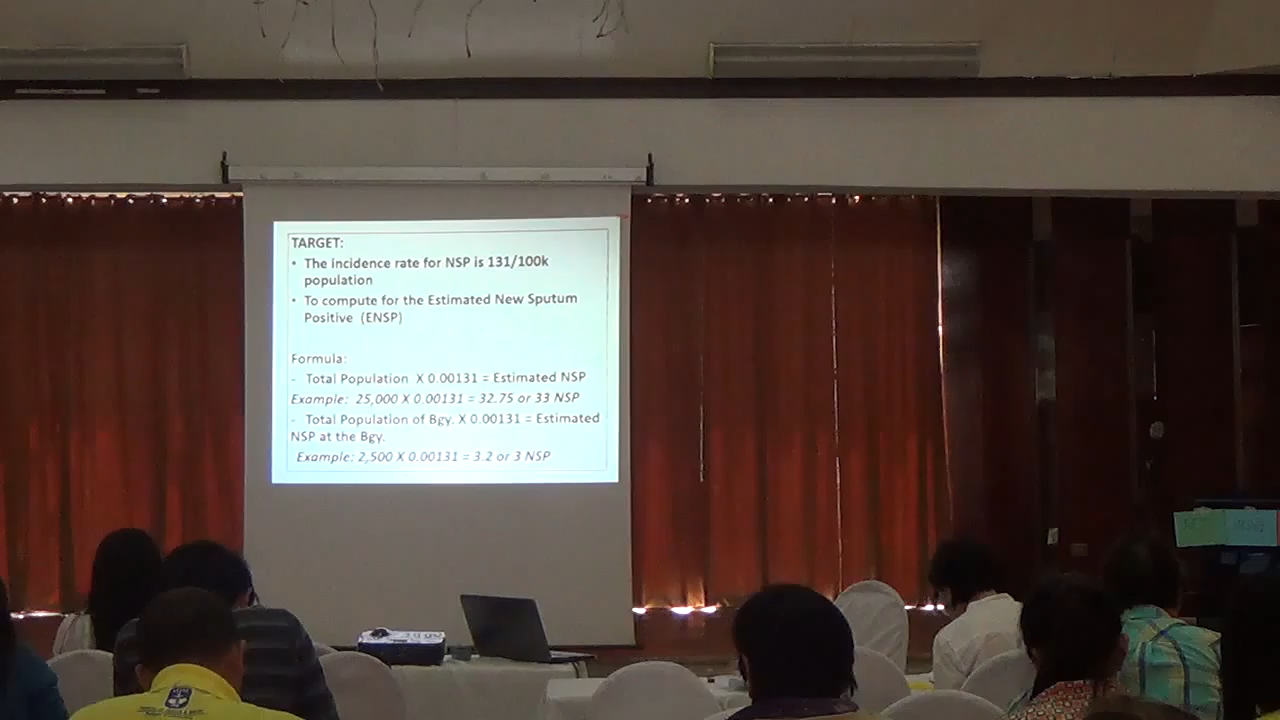 TARGET:
• The incidence rate for NSP is 131/100k
population
• To compute for the Estimated New Sputum
Positive (ENSP)
Formula:
- Total Population X 0.00131 = Estimated NSP
Example: 25,000 X 0.00131 = 32.75 or 33 NSP
- Total Population of Bgy. X 0.00131 = Estimated
NSP at the Bgy.
Example: 2,500 X 0.00131 = 3.2 or 3 NSP